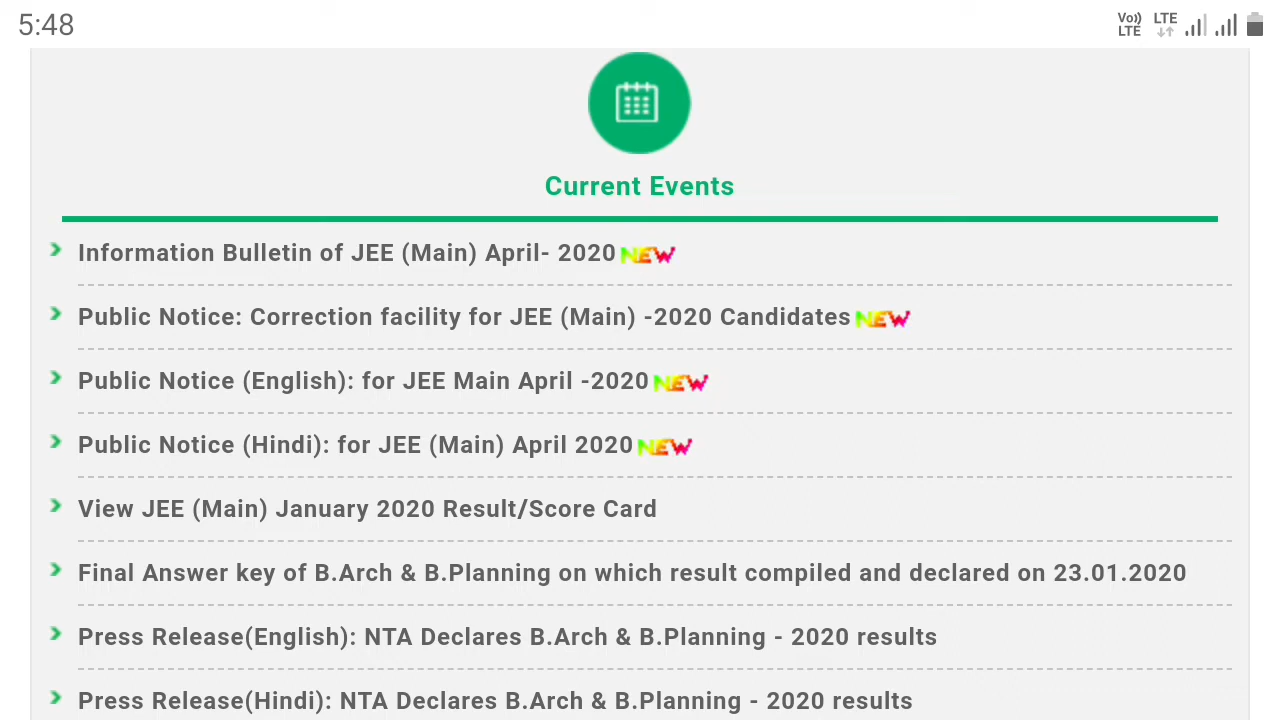 5:48
Vo)) LTE
LTE
Current Events
Information Bulletin of JEE (Main) April- 2020 NEW
Public Notice: Correction facility for JEE (Main) -2020 Candidates NEW
Public Notice (English): for JEE Main April -2020 NEW
Public Notice (Hindi): for JEE (Main) April 2020 NEW
View JEE (Main) January 2020 Result/Score Card
Final Answer key of B.Arch & B.Planning on which result compiled and declared on 23.01.2020
Press Release(English): NTA Declares B.Arch & B.Planning - 2020 results
Press Release(Hindi): NTA Declares B.Arch & B.Planning - 2020 results